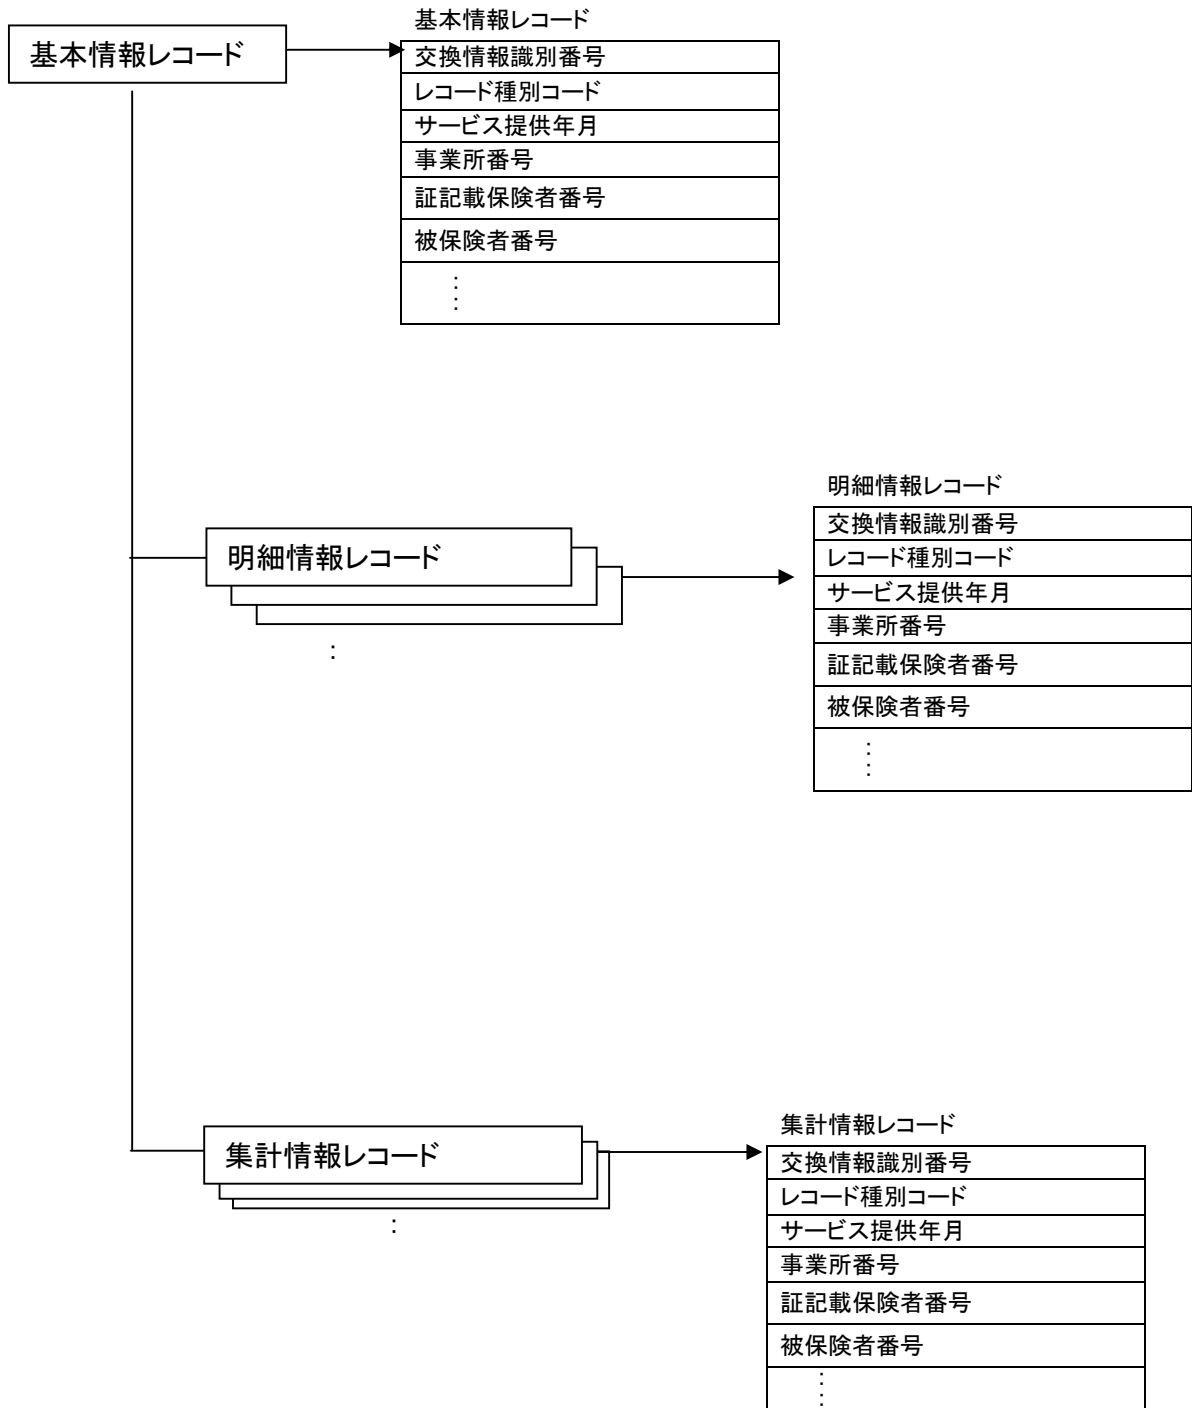 基本情報レコード
基本情報レコード
交換情報識別番号
レコード種別コード
サービス提供年月
事業所番号
証記載保険者番号
被保険者番号
：
：
明細情報レコード
：
明細情報レコード
交換情報識別番号
レコード種別コード
サービス提供年月
事業所番号
証記載保険者番号
被保険者番号
：
：
集計情報レコード
：
集計情報レコード
交換情報識別番号
レコード種別コード
サービス提供年月
事業所番号
証記載保険者番号
被保険者番号
：
：